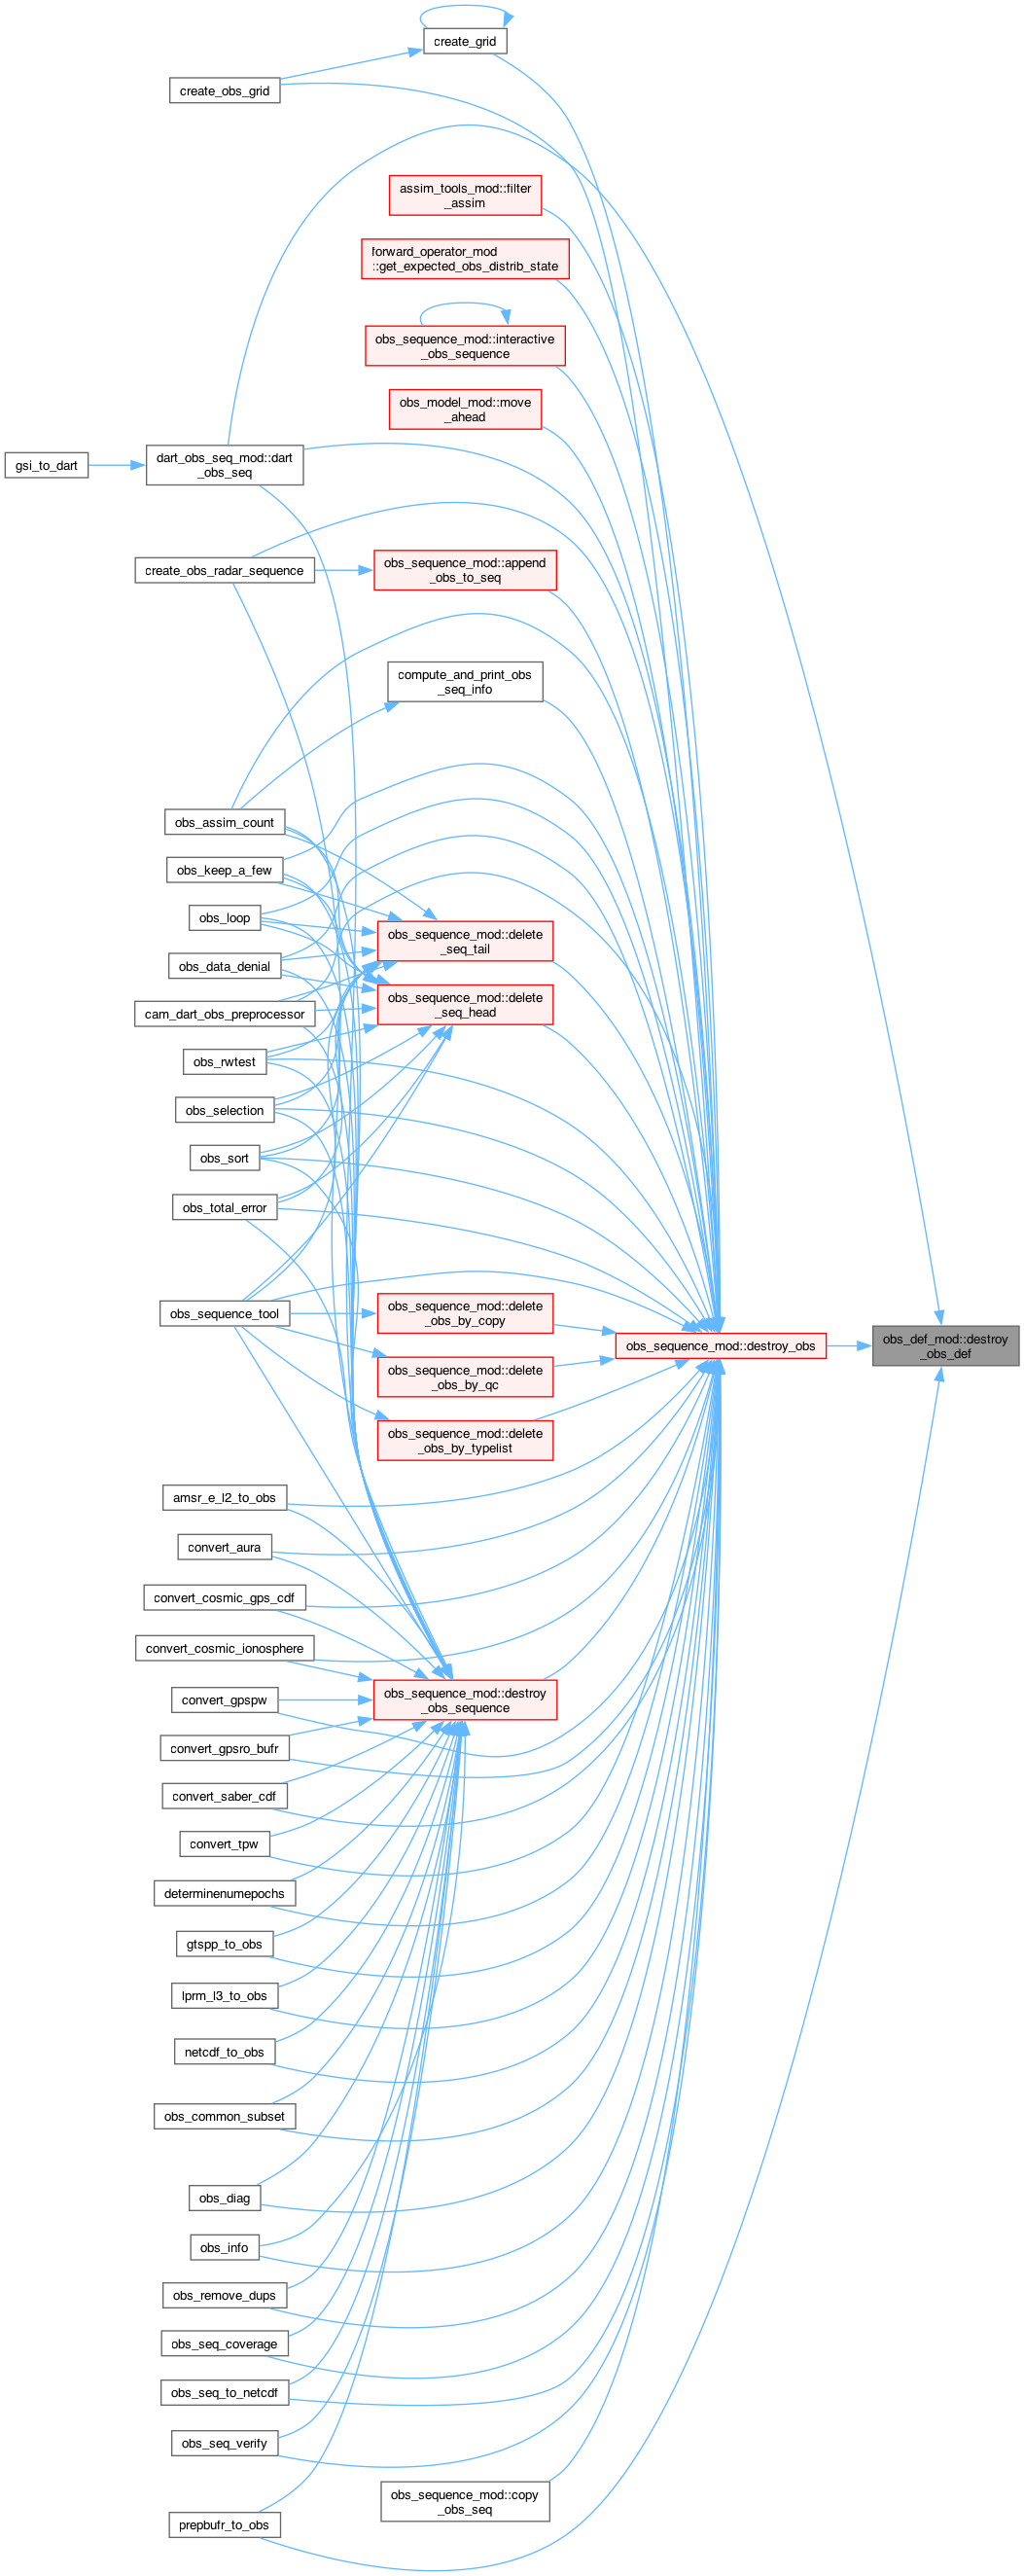 create_grid
create_obs_grid
assim_tools_mod::filter
_assim
forward_operator_mod
::get_expected_obs_distrib_state
obs_sequence_mod::interactive
_obs_sequence
obs_model_mod::move
_ahead
gsi_to_dart
dart_obs_seq_mod::dart
_obs_seq
create_obs_radar_sequence
obs_sequence_mod::append
_obs_to_seq
compute_and_print_obs
_seq_info
obs_assim_count
obs_keep_a_few
obs_loop
obs_sequence_mod::delete
_seq_tail
obs_data_denial
obs_sequence_mod::delete
_seq_head
cam_dart_obs_preprocessor
obs_rwtest
obs_selection
obs_sort
obs_total_error
obs_sequence_tool
obs_sequence_mod::delete
_obs_by_copy
obs_sequence_mod::destroy_obs
obs_def_mod::destroy
_obs_def
obs_sequence_mod::delete
_obs_by_qc
obs_sequence_mod::delete
_obs_by_typelist
amsr_e_l2_to_obs
convert_aura
convert_cosmic_gps_cdf
convert_cosmic_ionosphere
obs_sequence_mod::destroy
_obs_sequence
convert_gpspw
convert_gpsro_bufr
convert_saber_cdf
convert_tpw
determinenumepochs
gtspp_to_obs
lprm_l3_to_obs
netcdf_to_obs
obs_common_subset
obs_diag
obs_info
obs_remove_dups
obs_seq_coverage
obs_seq_to_netcdf
obs_seq_verify
obs_sequence_mod::copy
_obs_seq
prepbufr_to_obs